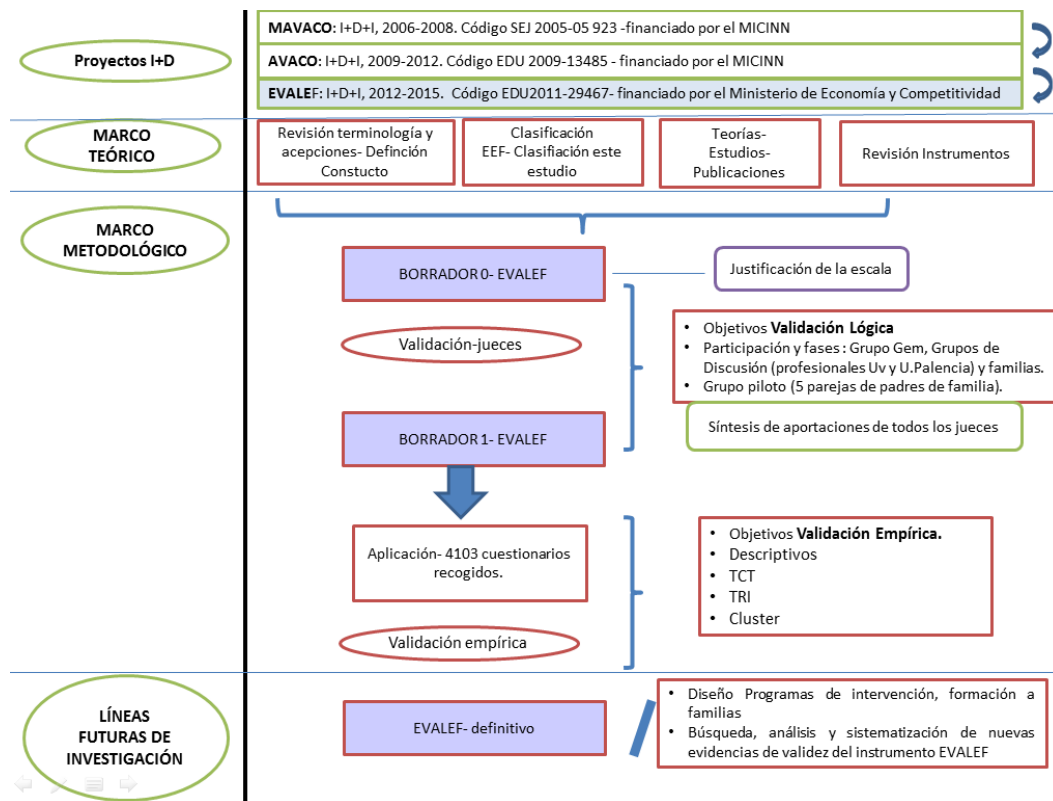 Proyectos I+D
MAVACO: I+D+I, 2006-2008. Código SEJ 2005-05 923 -financiado por el MICINN
AVACO: I+D+I, 2009-2012. Código EDU 2009-13485 - financiado por el MICINN
EVALEF: I+D+I, 2012-2015. Código EDU2011-29467- financiado por el Ministerio de Economía y Competitividad
MARCO
TEÓRICO
Revisión terminología y
acepciones- Definción
Constucto
Clasificación
EEF- Clasifiación este
estudio
Teorías-
Estudios-
Publicaciones
Revisión Instrumentos
MARCO
METODOLÓGICO
BORRADOR 0- EVALEF
Justificación de la escala
Validación-jueces
• Objetivos Validación Lógica
• Participación y fases : Grupo Gem, Grupos de
Discusión (profesionales Uv y U.Palencia) y familias.
• Grupo piloto (5 parejas de padres de familia).
BORRADOR 1- EVALEF
Síntesis de aportaciones de todos los jueces
Aplicación- 4103 cuestionarios
recogidos.
• Objetivos Validación Empírica.
• Descriptivos
• TCT
• TRI
• Cluster
Validación empírica
LÍNEAS
FUTURAS DE
INVESTIGACIÓN
EVALEF- definitivo
• Diseño Programas de intervención, formación a
familias
• Búsqueda, análisis y sistematización de nuevas
evidencias de validez del instrumento EVALEF